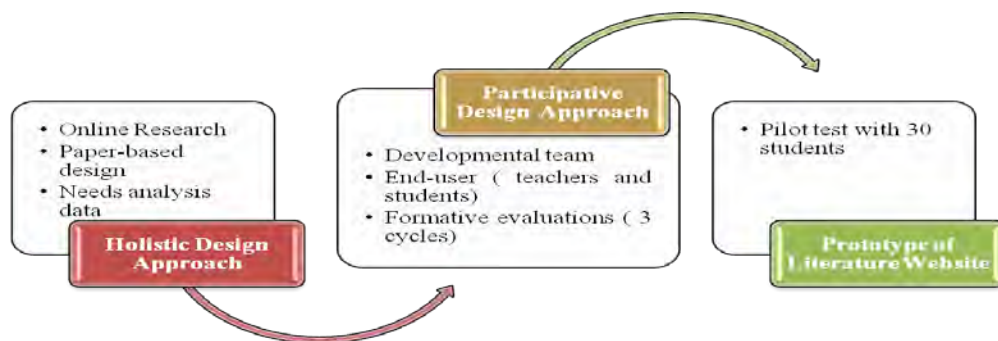 • Online Research
• Paper-based
design
• Needs analysis
data
Holistic Design
Approach
Participative
Design Approach
• Developmental team
• End-user ( teachers and
students)
• Formative evaluations ( 3
cycles)
• Pilot test with 30
students
Prototype of
Literature Website